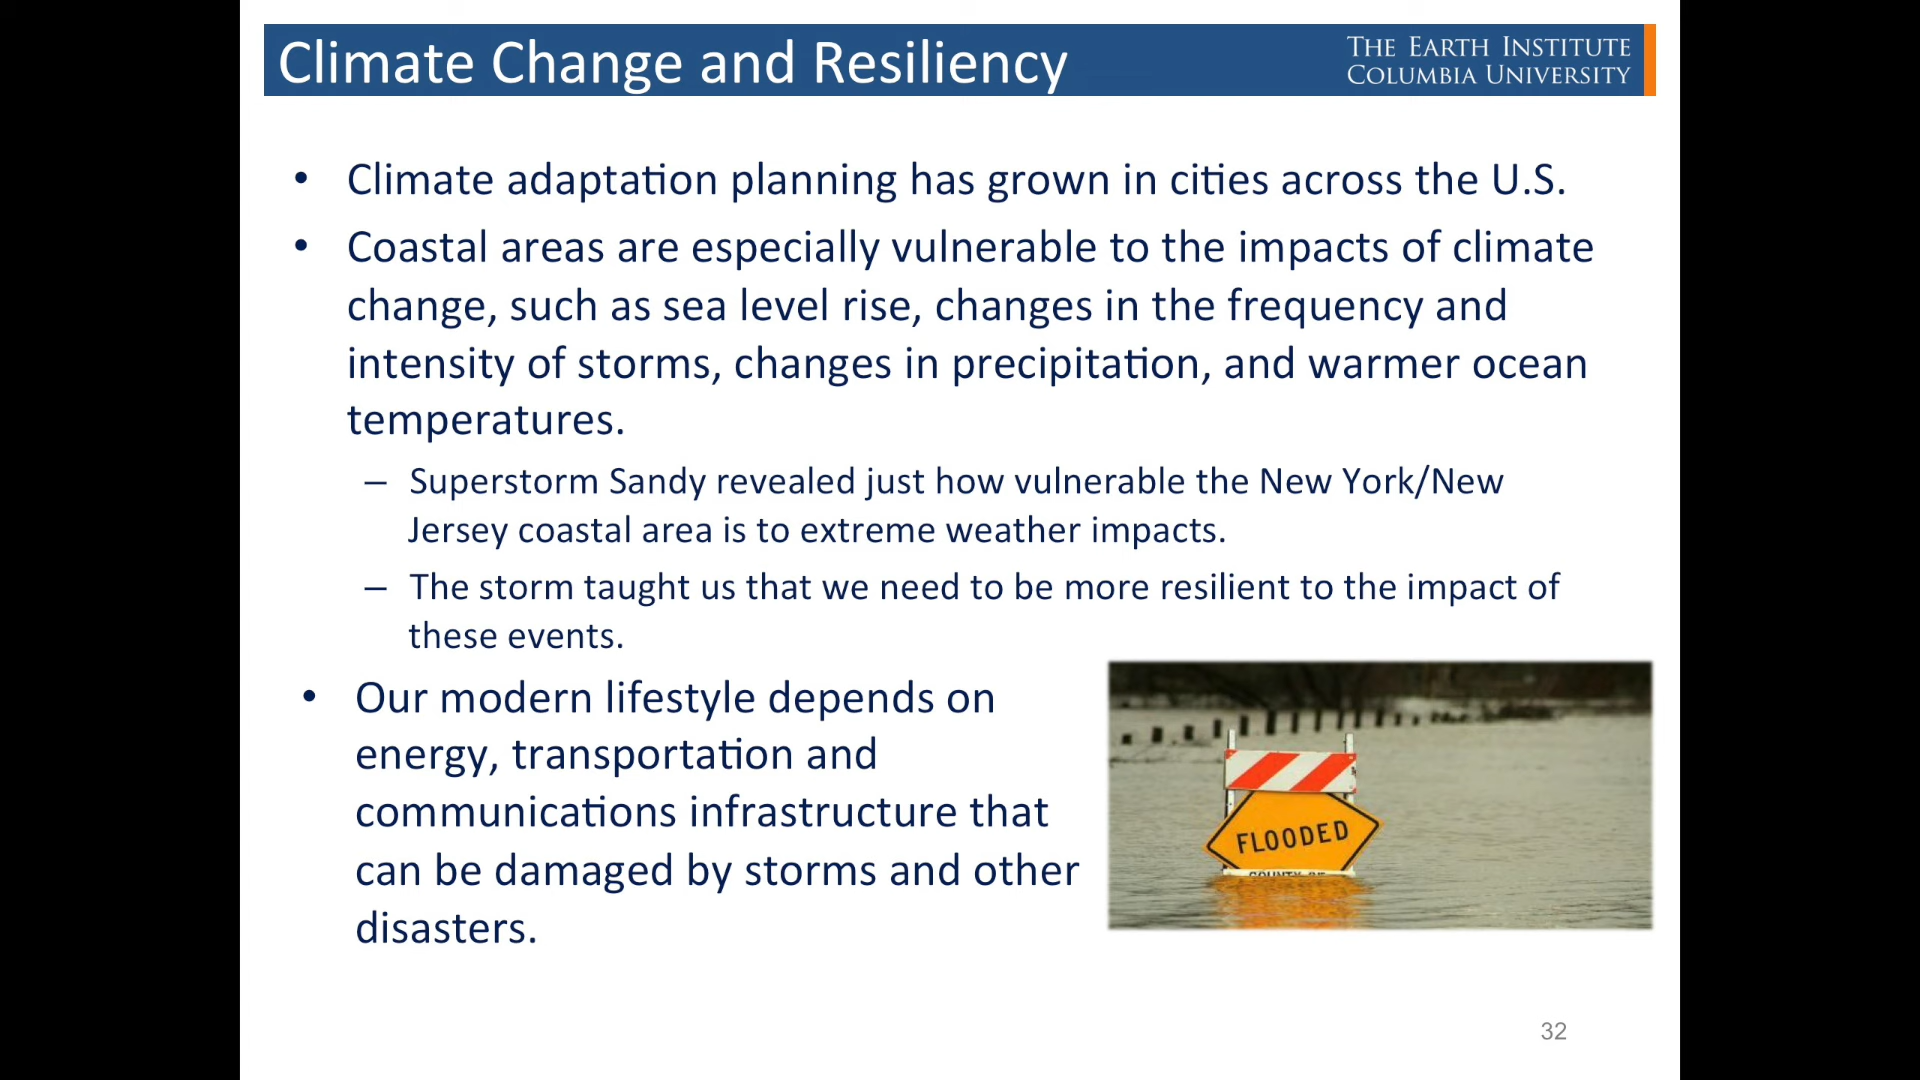 Climate Change and Resiliency
THE EARTH INSTITUTE
COLUMBIA UNIVERSITY
• Climate adaptation planning has grown in cities across the U.S.
• Coastal areas are especially vulnerable to the impacts of climate
change, such as sea level rise, changes in the frequency and
intensity of storms, changes in precipitation, and warmer ocean
temperatures.
– Superstorm Sandy revealed just how vulnerable the New York/New
Jersey coastal area is to extreme weather impacts.
– The storm taught us that we need to be more resilient to the impact of
these events.
• Our modern lifestyle depends on
energy, transportation and
communications infrastructure that
can be damaged by storms and other
disasters.
FLOODED
COUNTY
32